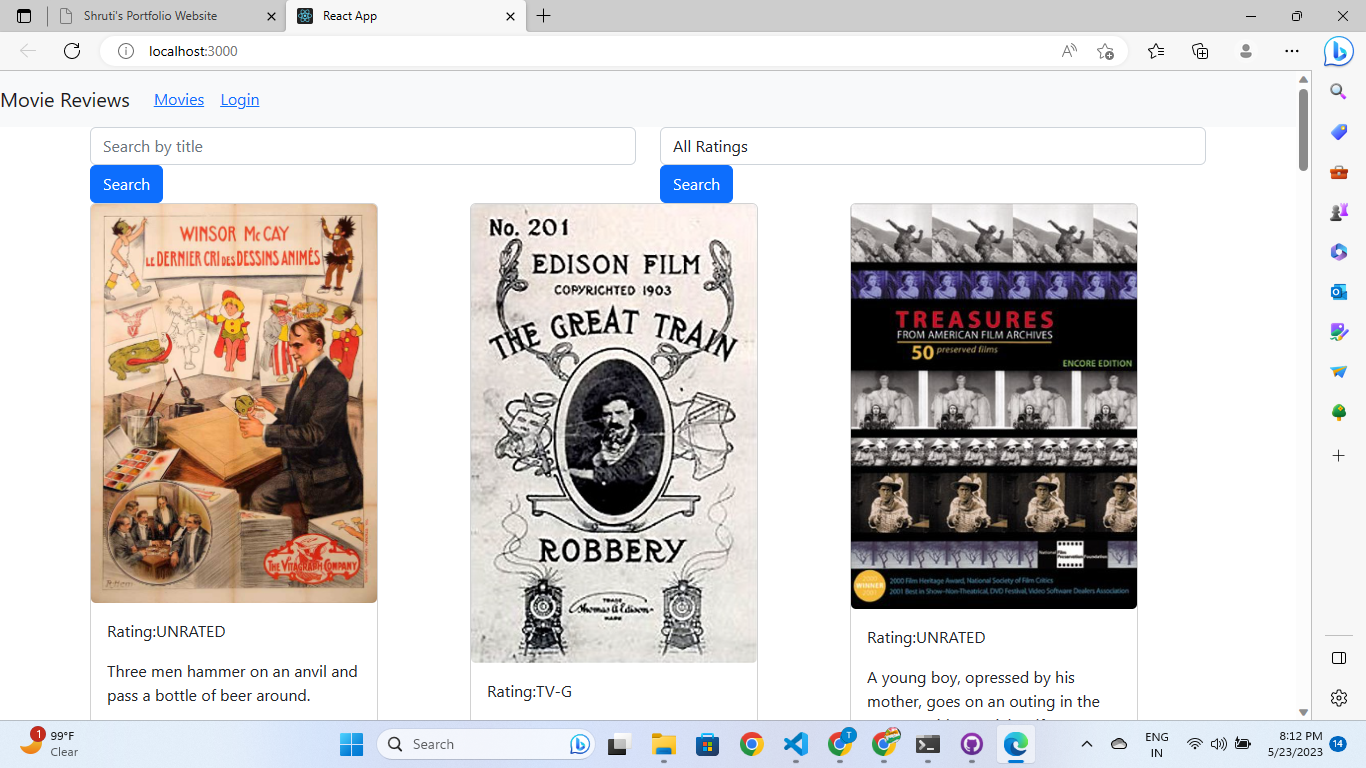 Shruti's Portfolio Website
React App
localhost:3000
Movie Reviews Movies Login
Search by title
All Ratings
Search
Search
WINSOR McCAY
LE DERNIER CRI DES DESSINS ANIMÉS
THE VITAGRAPH COMPANY
Rating:UNRATED
Three men hammer on an anvil and
pass a bottle of beer around.
No. 201
EDISON FILM
COPYRIGHTED 1903
THE GREAT TRAIN
ROBBERY
TRADE
Thomas A. Edison
MARK
Rating:TV-G
TREASURES
FROM AMERICAN FILM ARCHIVES
50 preserved films
ENCORE EDITION
National Film Preservation Foundation
WINNER
2000 Film Heritage Award, National Society of Film Critics
2001 Best in Show–Non-Theatrical, DVD Festival, Video Software Dealers Association
Rating:UNRATED
A young boy, opressed by his
mother, goes on an outing in the
1
99°F
Clear
Search
T
ENG
IN
8:12 PM
5/23/2023
14